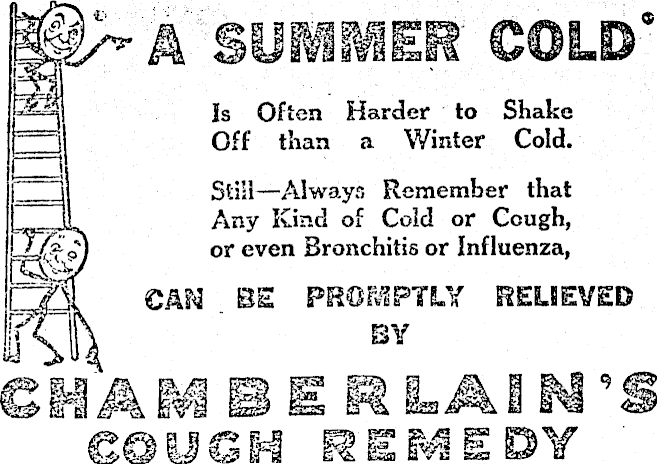 A SUMMER COLD
Is Often Harder to Shake
Off than a Winter Cold.
Still—Always Remember that
Any Kind of Cold or Cough,
or even Bronchitis or Influenza,
CAN BE PROMPTLY RELIEVED
BY
CHAMBERLAIN'S
COUGH REMEDY